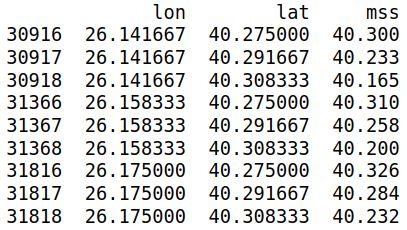 lon lat mss
30916 26.141667 40.275000 40.300
30917 26.141667 40.291667 40.233
30918 26.141667 40.308333 40.165
31366 26.158333 40.275000 40.310
31367 26.158333 40.291667 40.258
31368 26.158333 40.308333 40.200
31816 26.175000 40.275000 40.326
31817 26.175000 40.291667 40.284
31818 26.175000 40.308333 40.232